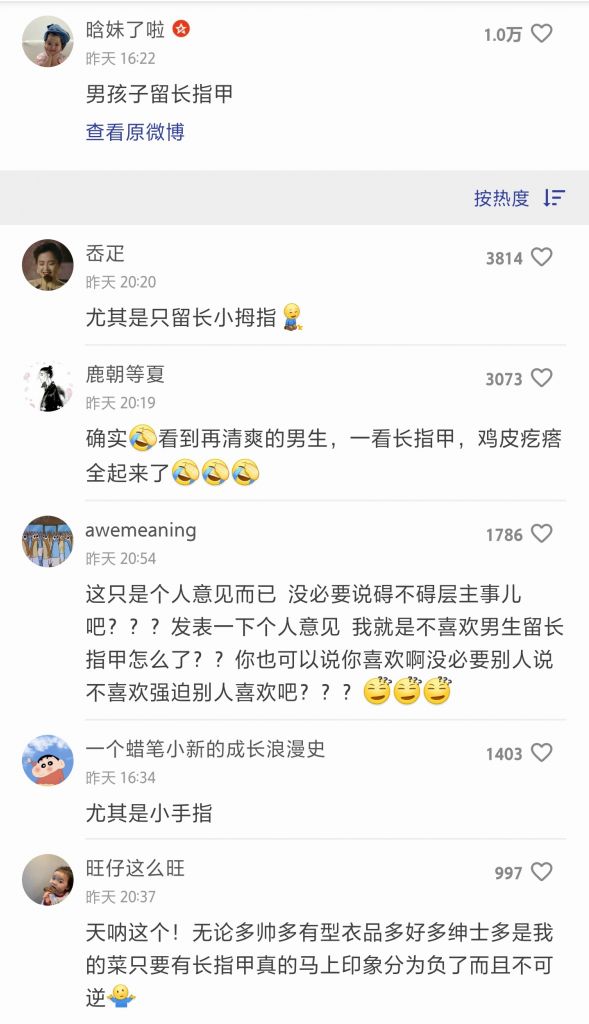 晗妹了啦
1.0万
昨天 16:22
男孩子留长指甲
查看原微博
按热度
岙疋
3814
昨天 20:20
尤其是只留长小拇指
鹿朝等夏
3073
昨天 20:19
确实🤣看到再清爽的男生，一看长指甲，鸡皮疙瘩
全起来了🤣🤣🤣
awemeaning
1786
昨天 20:54
这只是个人意见而已 没必要说碍不碍层主事儿
吧？？？发表一下个人意见 我就是不喜欢男生留长
指甲怎么了？？你也可以说你喜欢啊没必要别人说
不喜欢强迫别人喜欢吧？？？
一个蜡笔小新的成长浪漫史
1403
昨天 16:34
尤其是小手指
旺仔这么旺
997
昨天 20:37
天呐这个！无论多帅多有型衣品多好多绅士多是我
的菜只要有长指甲真的马上印象分为负了而且不可
逆🤷‍♂️